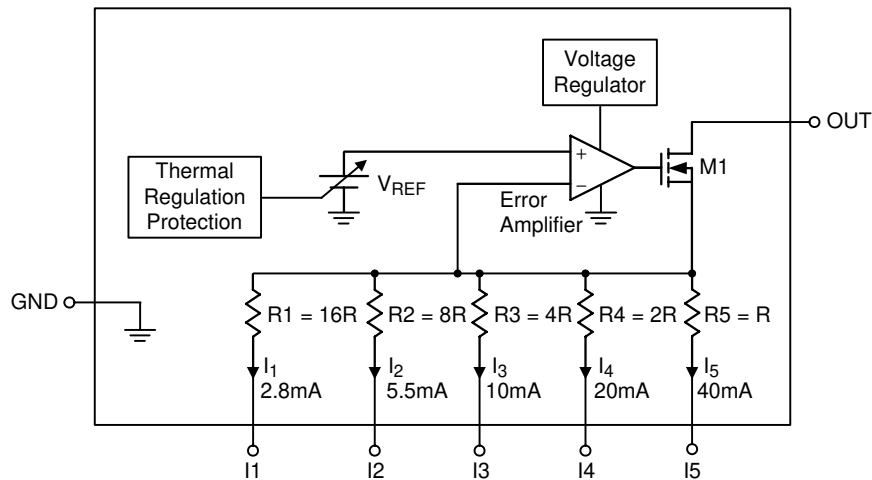 Voltage
Regulator
OUT
+
M1
Thermal
Regulation
Protection
VREF
−
Error
Amplifier
GND
R1 = 16R
R2 = 8R
R3 = 4R
R4 = 2R
R5 = R
I1
2.8mA
I2
5.5mA
I3
10mA
I4
20mA
I5
40mA
I1
I2
I3
I4
I5